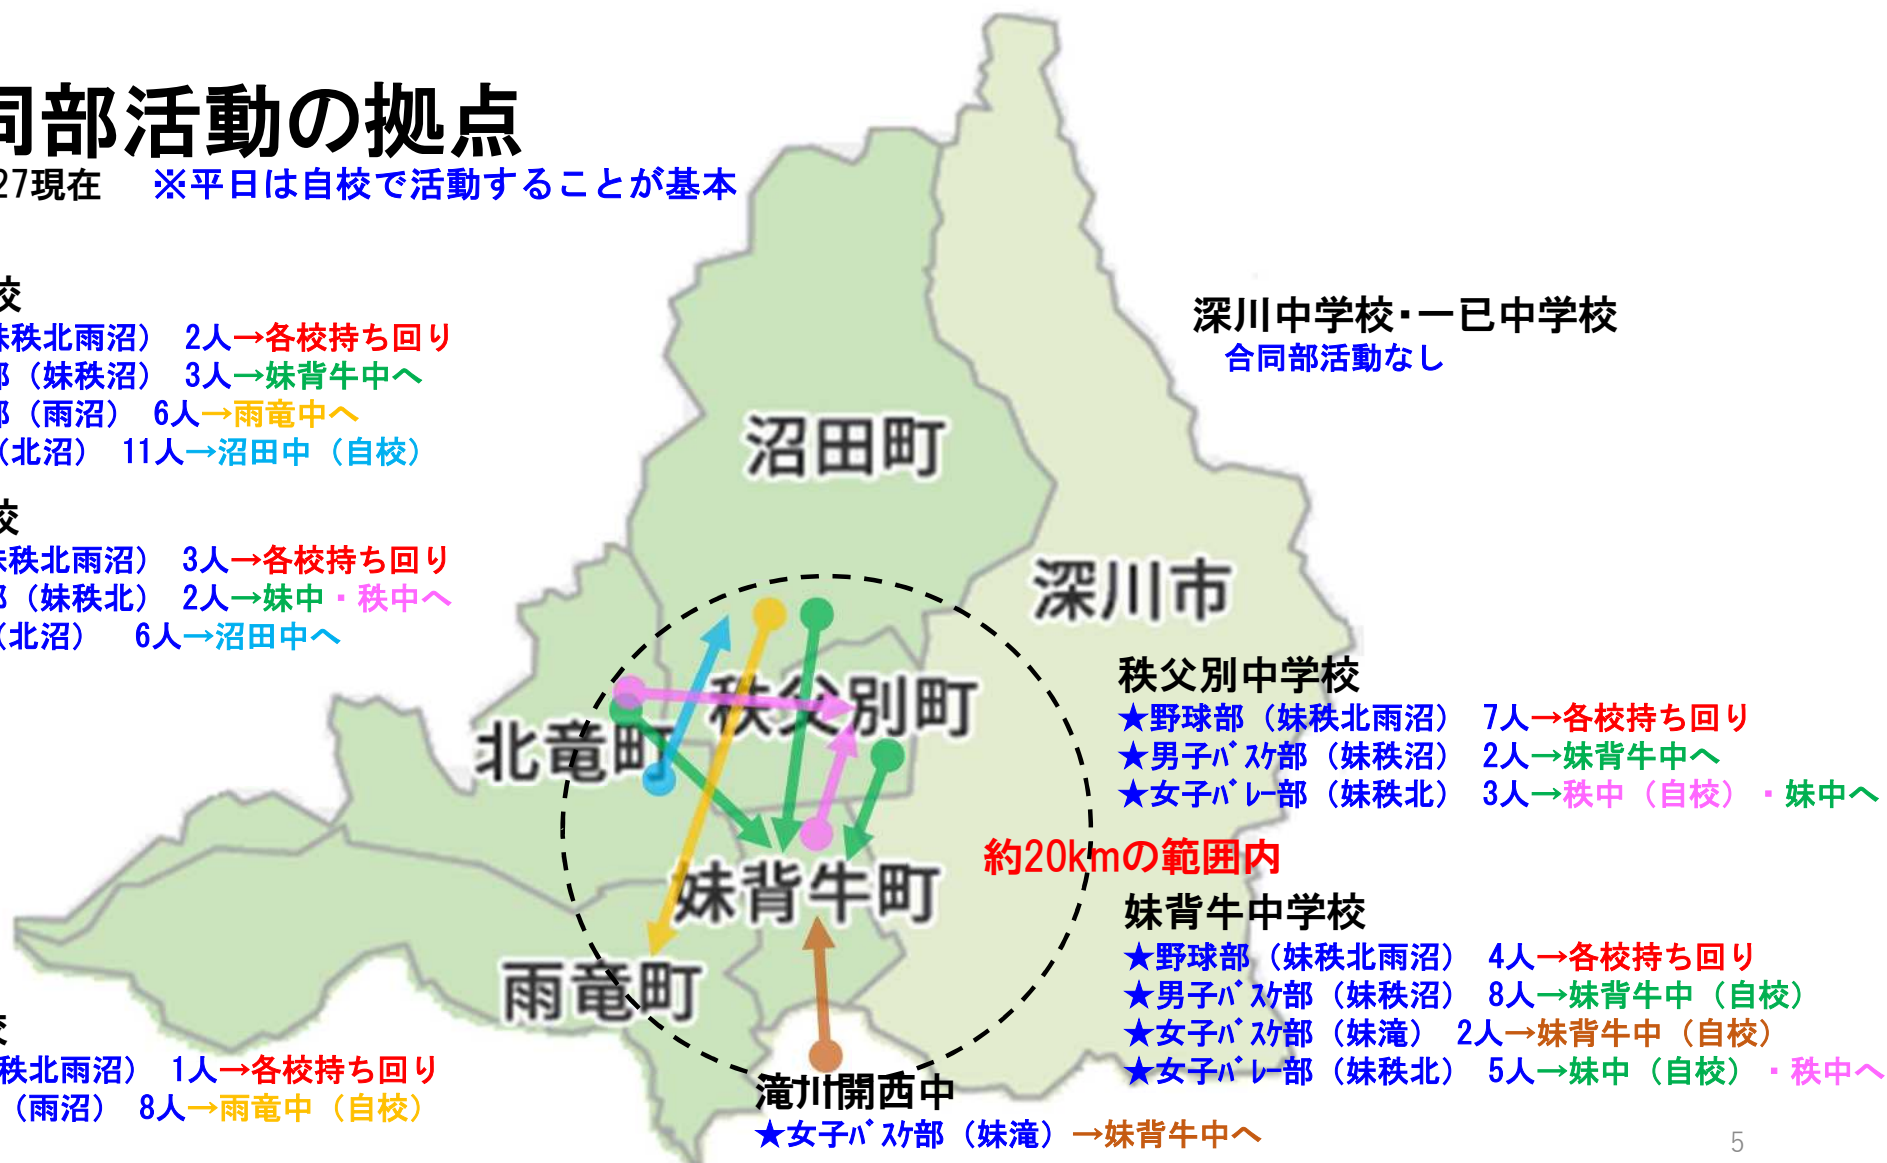 同部活動の拠点
27現在　※平日は自校で活動することが基本
校
妹秩北雨沼） 2人→各校持ち回り
部（妹秩沼） 3人→妹背牛中へ
部（雨沼） 6人→雨竜中へ
（北沼） 11人→沼田中（自校）
校
妹秩北雨沼） 3人→各校持ち回り
部（妹秩北） 2人→妹中・秩中へ
（北沼） 6人→沼田中へ
校
秩北雨沼） 1人→各校持ち回り
（雨沼） 8人→雨竜中（自校）
沼田町
深川市
秩父別町
北竜町
妹背牛町
雨竜町
約20kmの範囲内
深川中学校・一已中学校
合同部活動なし
秩父別中学校
★野球部（妹秩北雨沼） 7人→各校持ち回り
★男子ﾊﾞｽｹ部（妹秩沼） 2人→妹背牛中へ
★女子ﾊﾞﾚｰ部（妹秩北） 3人→秩中（自校）・妹中へ
妹背牛中学校
★野球部（妹秩北雨沼） 4人→各校持ち回り
★男子ﾊﾞｽｹ部（妹秩沼） 8人→妹背牛中（自校）
★女子ﾊﾞｽｹ部（妹滝） 2人→妹背牛中（自校）
★女子ﾊﾞﾚｰ部（妹秩北） 5人→妹中（自校）・秩中へ
滝川開西中
★女子ﾊﾞｽｹ部（妹滝）→妹背牛中へ
5